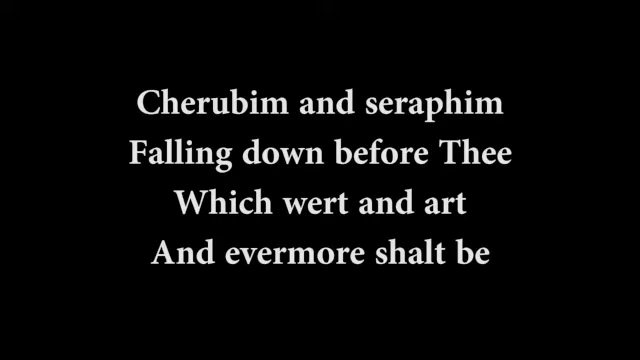 Cherubim and seraphim
Falling down before Thee
Which wert and art
And evermore shalt be